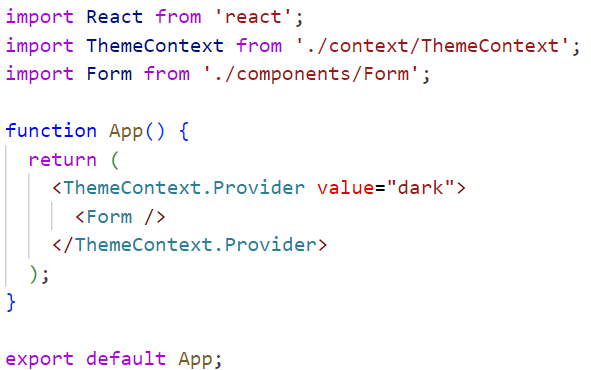 import React from 'react';
import ThemeContext from './context/ThemeContext';
import Form from './components/Form';

function App() {
  return (
    <ThemeContext.Provider value="dark">
      <Form />
    </ThemeContext.Provider>
  );
}

export default App;